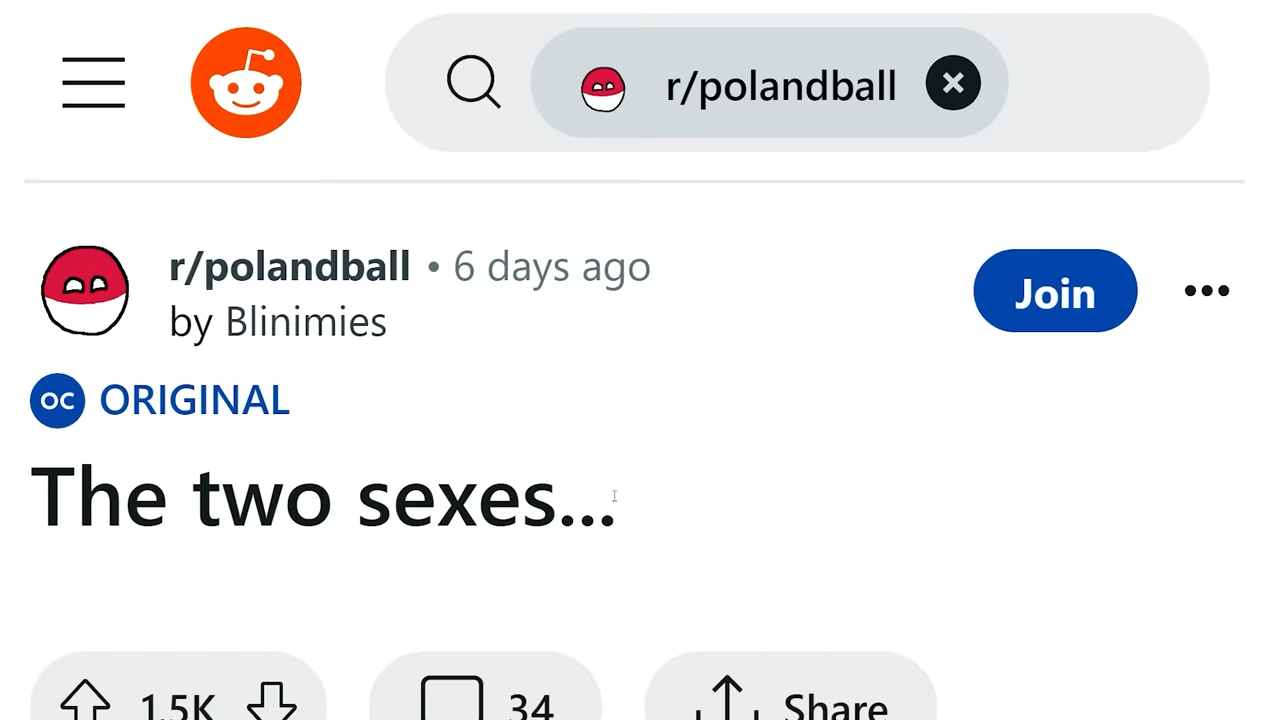 r/polandball
r/polandball • 6 days ago
Join
by Blinimies
OC ORIGINAL
The two sexes...
1.5K
34
Share